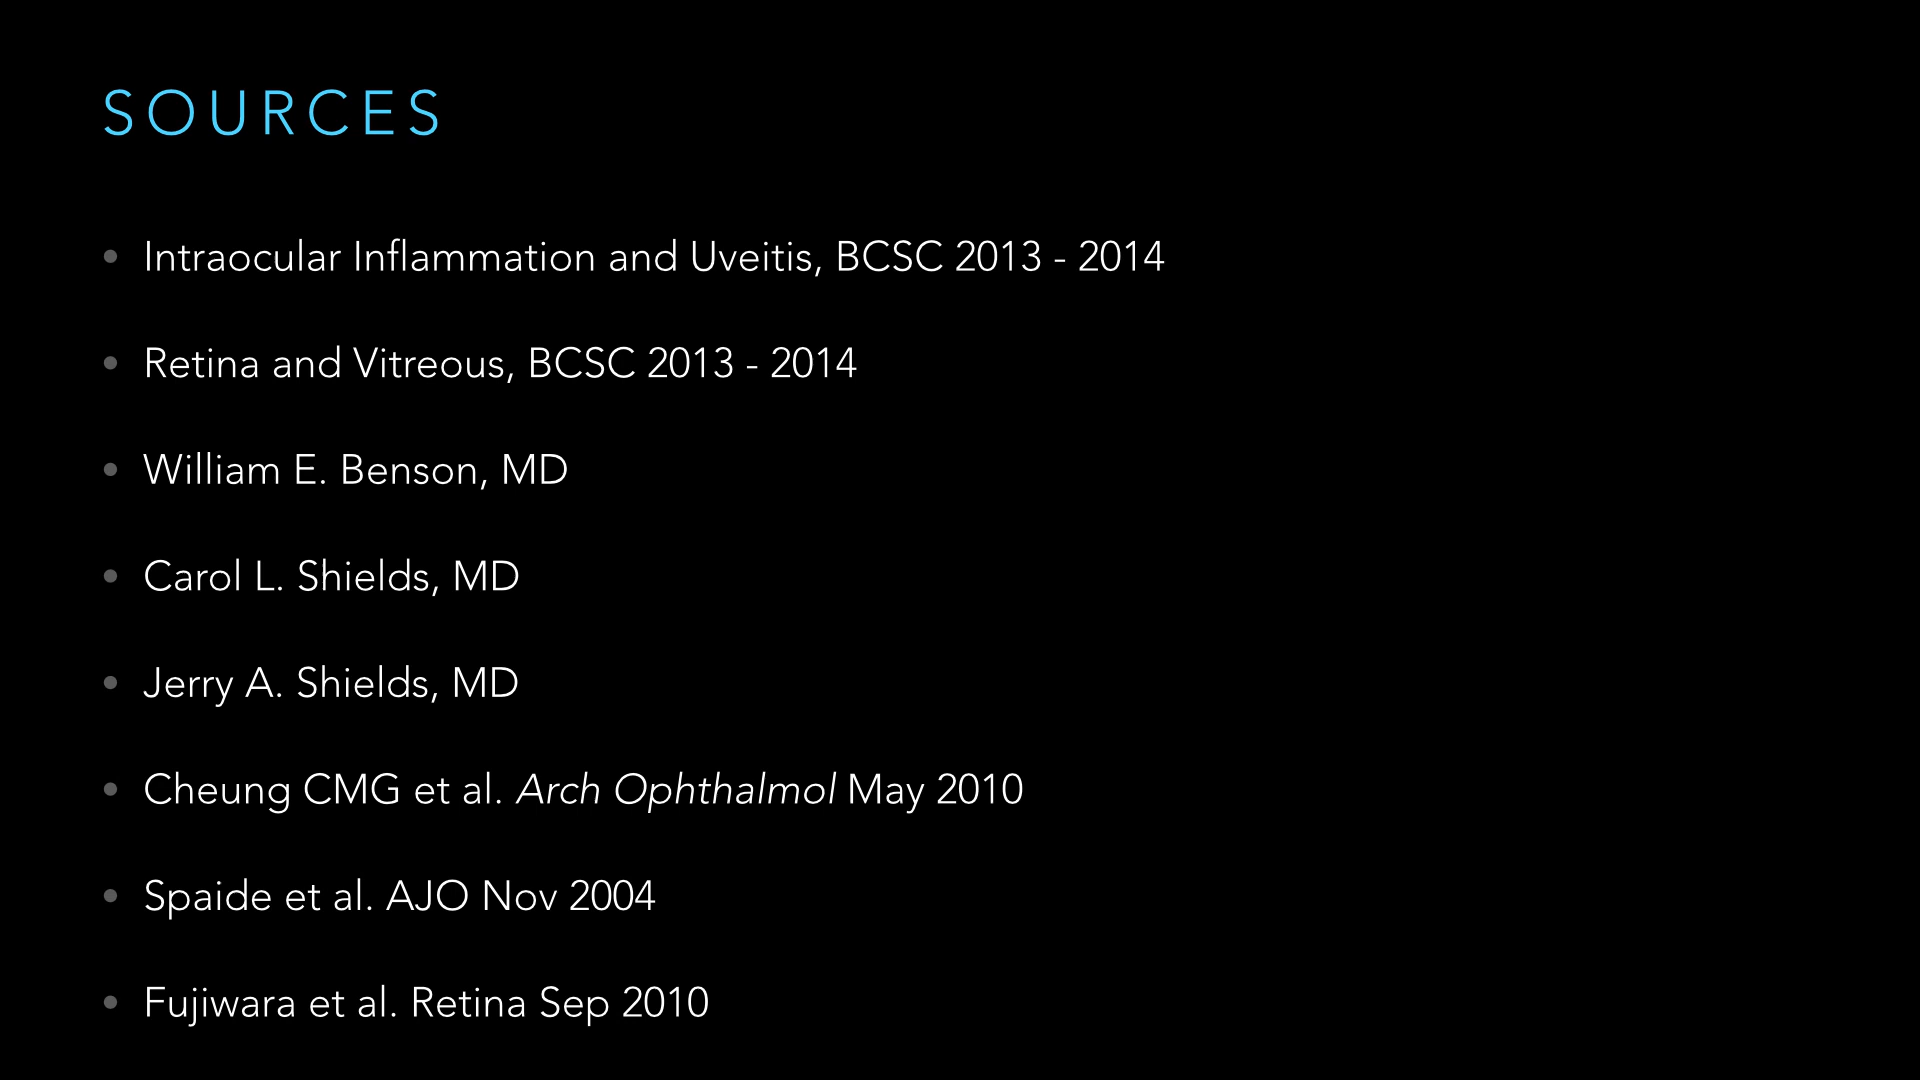 SOURCES
• Intraocular Inflammation and Uveitis, BCSC 2013 - 2014
• Retina and Vitreous, BCSC 2013 - 2014
• William E. Benson, MD
• Carol L. Shields, MD
• Jerry A. Shields, MD
• Cheung CMG et al. Arch Ophthalmol May 2010
• Spaide et al. AJO Nov 2004
• Fujiwara et al. Retina Sep 2010